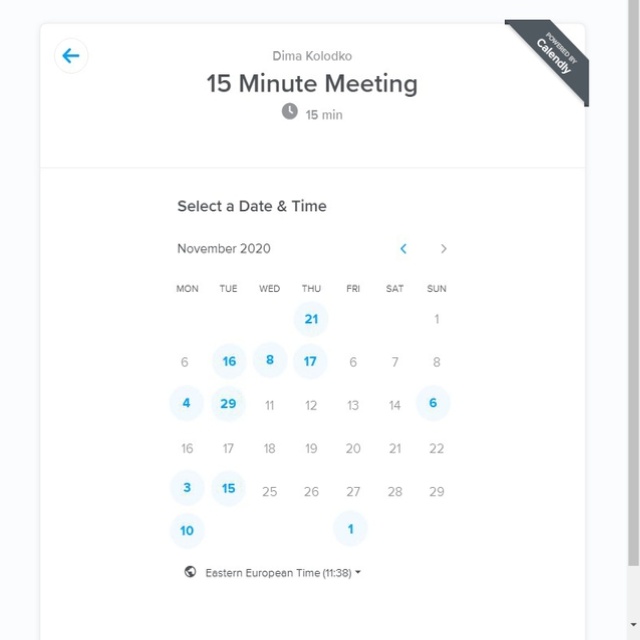 POWERED BY
Calendly
Dima Kolodko
15 Minute Meeting
15 min
Select a Date & Time
November 2020
MON TUE WED THU FRI SAT SUN
21 1
6 16 8 17 6 7 8
4 29 11 12 13 14 6
16 17 18 19 20 21 22
3 15 25 26 27 28 29
10 1
Eastern European Time (11:38)